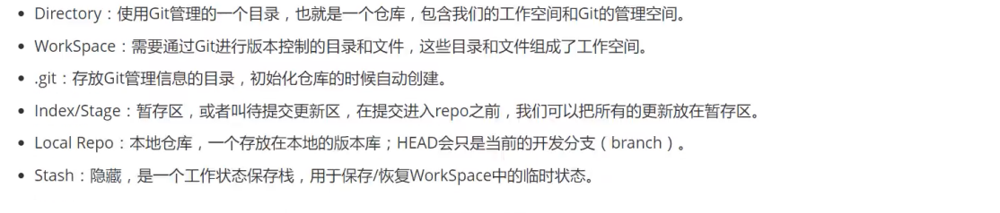 Directory：使用Git管理的一个目录，也就是一个仓库，包含我们的工作空间和Git的管理空间。
WorkSpace：需要通过Git进行版本控制的目录和文件，这些目录和文件组成了工作空间。
.git：存放Git管理信息的目录，初始化仓库的时候自动创建。
Index/Stage：暂存区，或者叫待提交更新区，在提交进入repo之前，我们可以把所有的更新放在暂存区。
Local Repo：本地仓库，一个存放在本地的版本库；HEAD会只是当前的开发分支（branch）。
Stash：隐藏，是一个工作状态保存栈，用于保存/恢复WorkSpace中的临时状态。